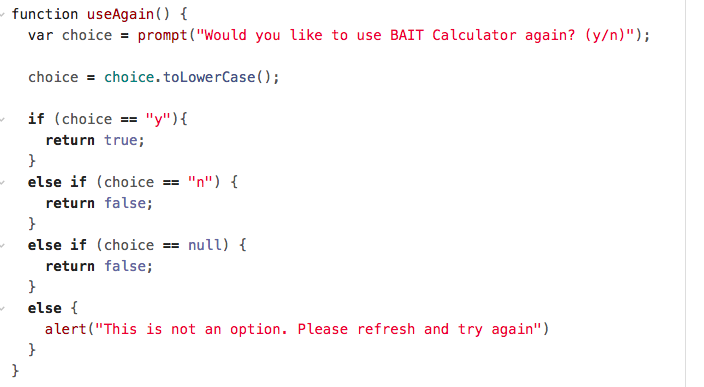 function useAgain() {
  var choice = prompt("Would you like to use BAIT Calculator again? (y/n)");

  choice = choice.toLowerCase();

  if (choice == "y"){
    return true;
  }
  else if (choice == "n") {
    return false;
  }
  else if (choice == null) {
    return false;
  }
  else {
    alert("This is not an option. Please refresh and try again")
  }
}